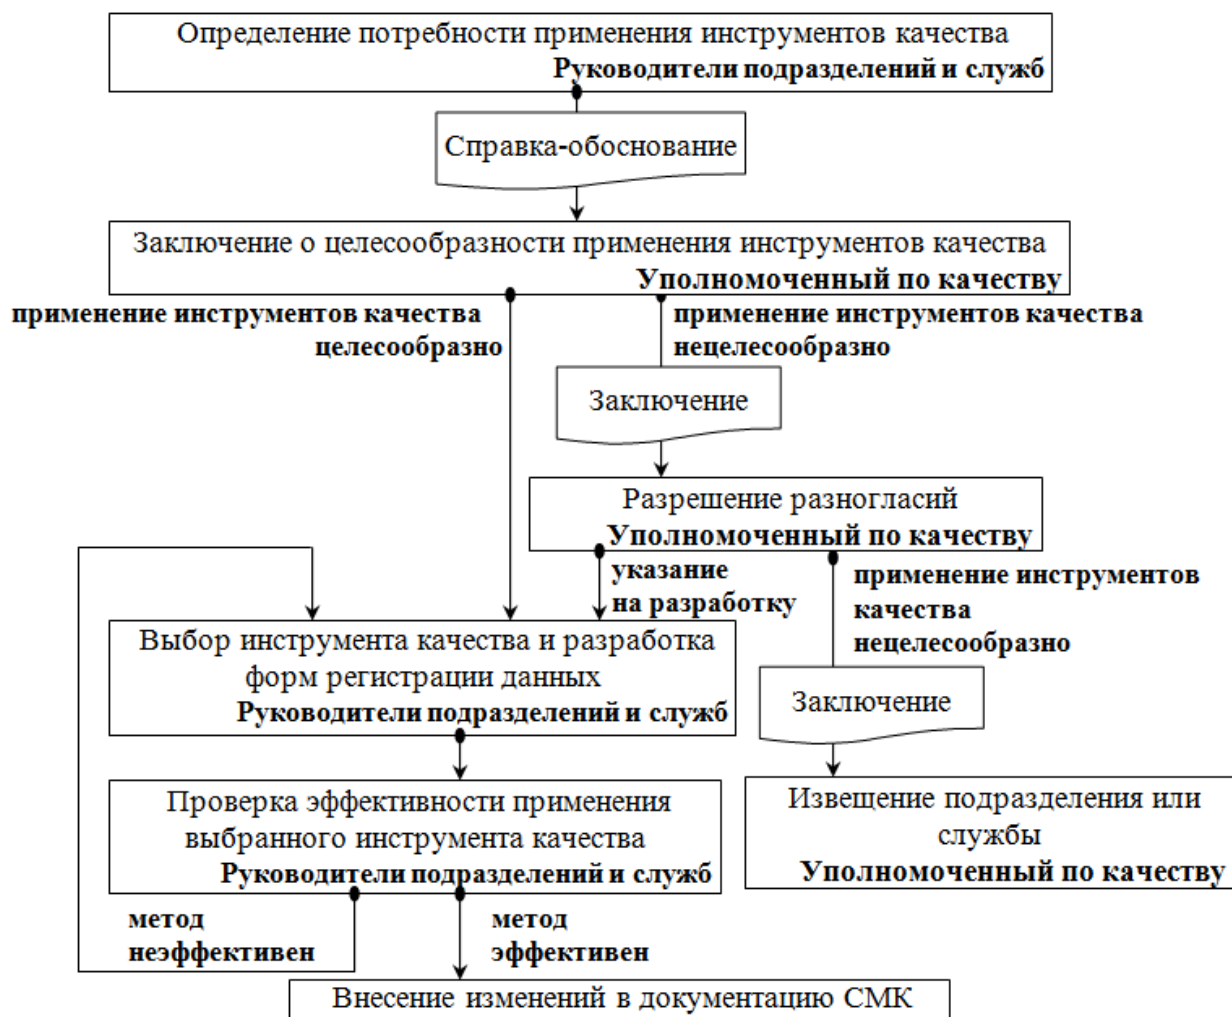 Определение потребности применения инструментов качества
Руководители подразделений и служб
Справка-обоснование
Заключение о целесообразности применения инструментов качества
Уполномоченный по качеству
применение инструментов качества
целесообразно
применение инструментов качества
нецелесообразно
Заключение
Разрешение разногласий
Уполномоченный по качеству
указание
на разработку
применение инструментов
качества
нецелесообразно
Выбор инструмента качества и разработка
форм регистрации данных
Руководители подразделений и служб
Заключение
Проверка эффективности применения
выбранного инструмента качества
Руководители подразделений и служб
Извещение подразделения или
службы
Уполномоченный по качеству
метод
неэффективен
метод
эффективен
Внесение изменений в документацию СМК